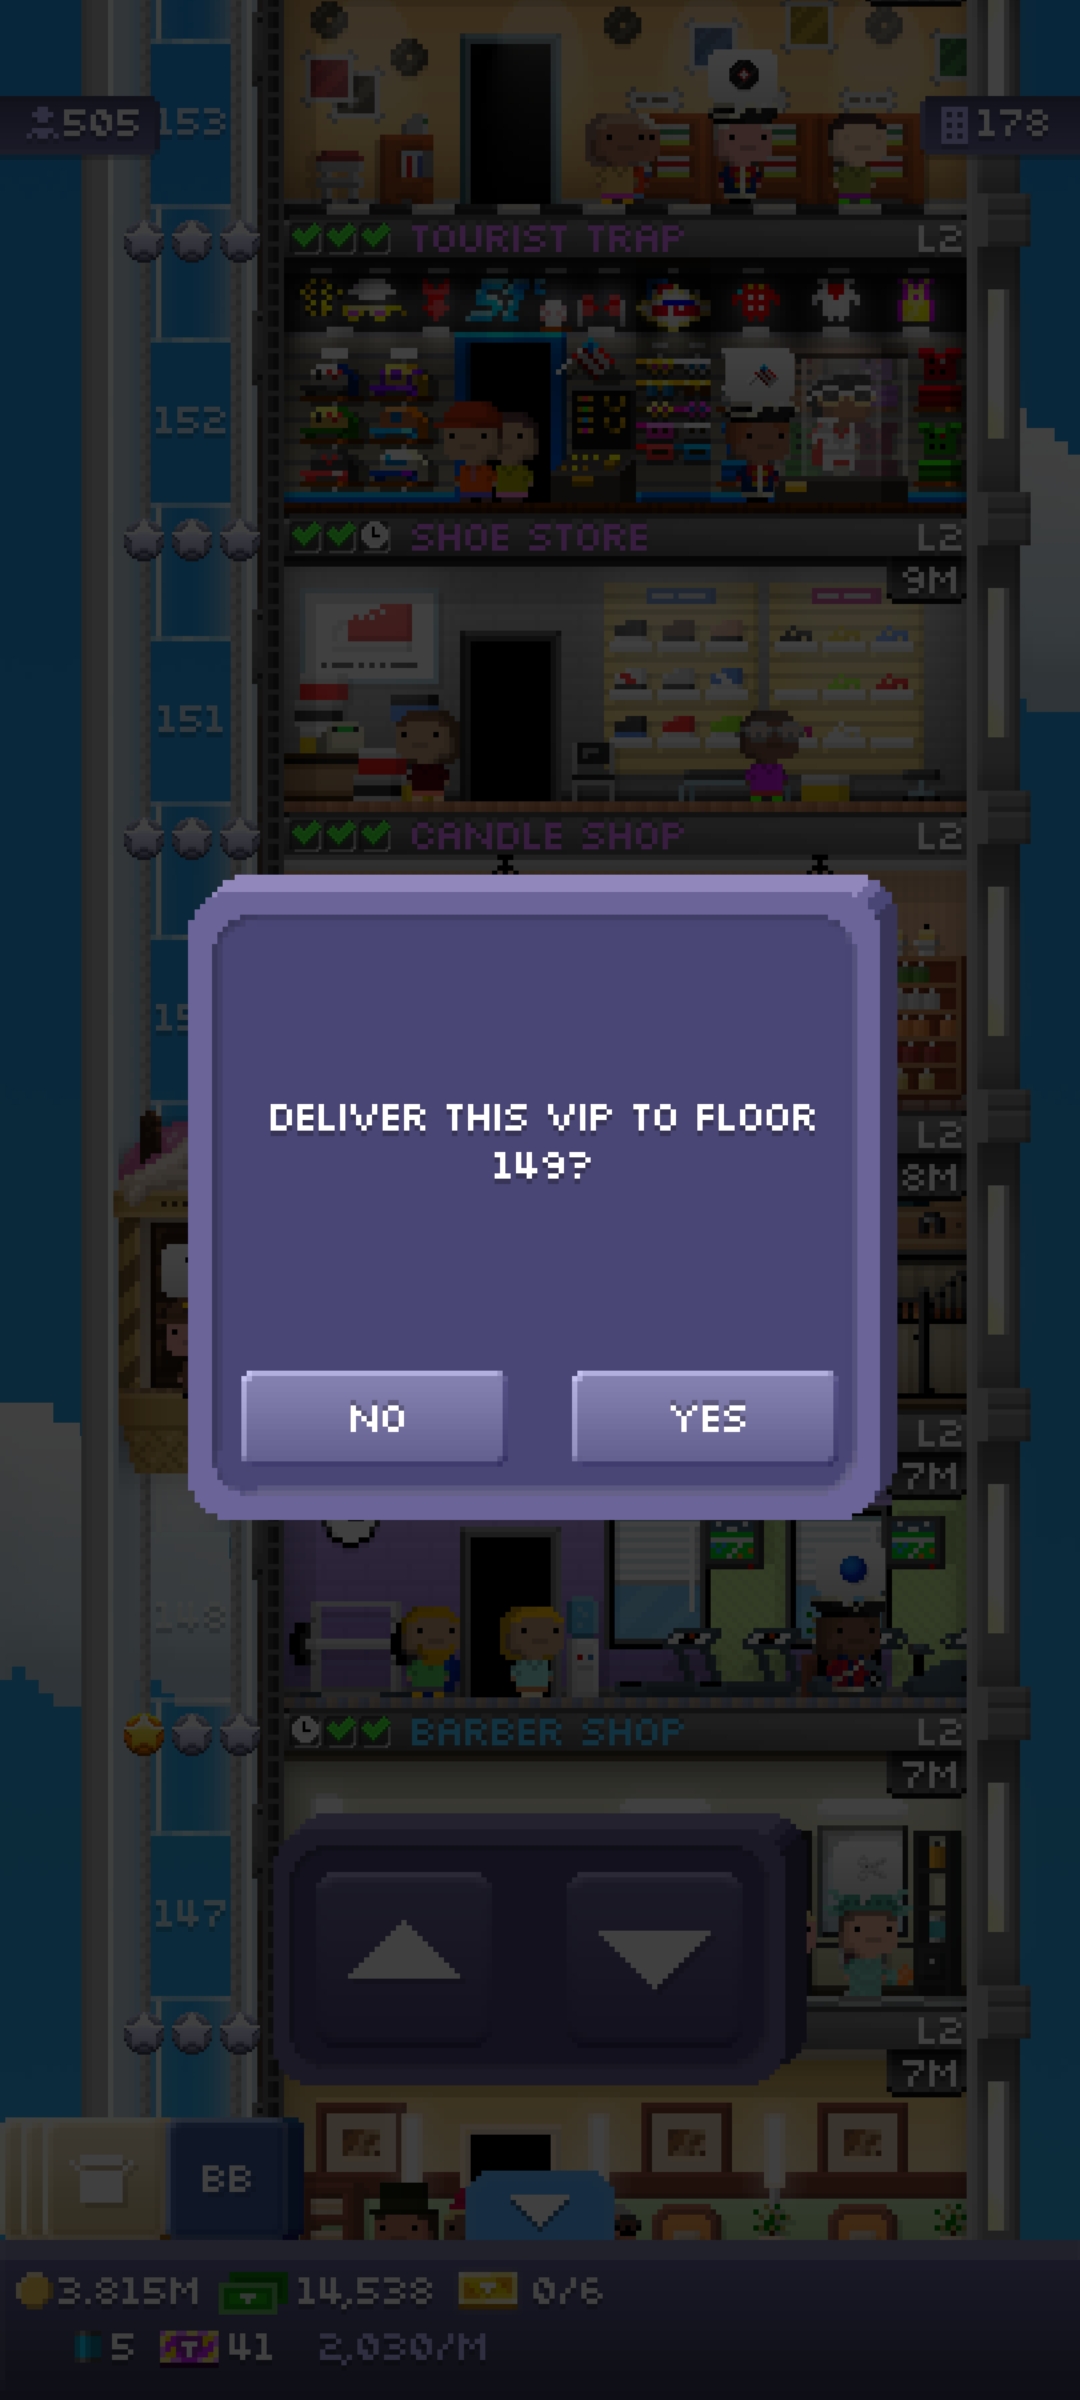 505
153
178
TOURIST TRAP
L2
152
SHOE STORE
L2
9M
151
CANDLE SHOP
L2
15
L2
8M
DELIVER THIS VIP TO FLOOR
149?
NO
YES
L2
7M
148
BARBER SHOP
L2
7M
147
L2
7M
BB
3.815M
14,538
0/6
5
T
41
2,030/M